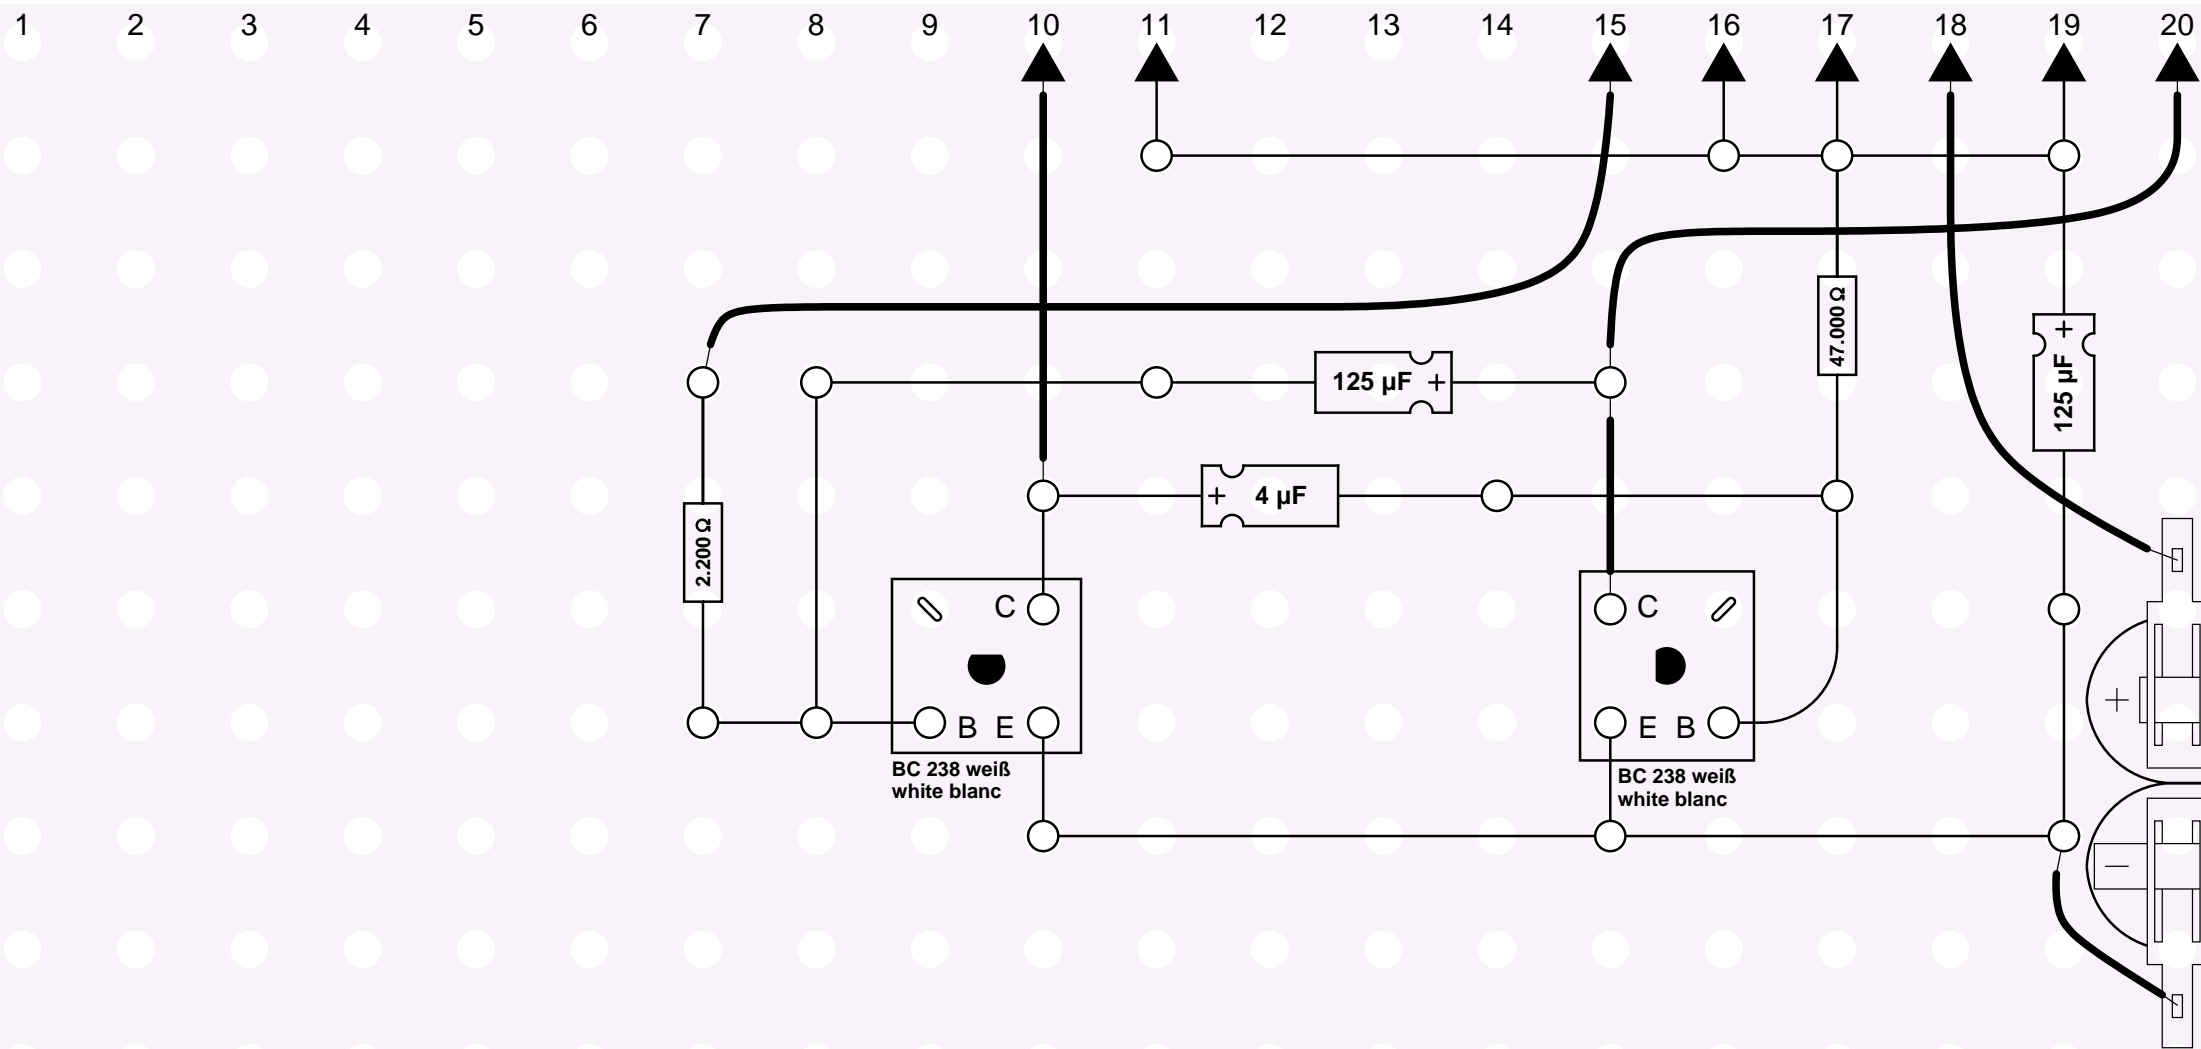 1 2 3 4 5 6 7 8 9 10 11 12 13 14 15 16 17 18 19 20
47.000 Ω
125 µF +
125 µF +
+ 4 µF
2.200 Ω
C
C
B E
E B
+
BC 238 weiß
white blanc
BC 238 weiß
white blanc
−